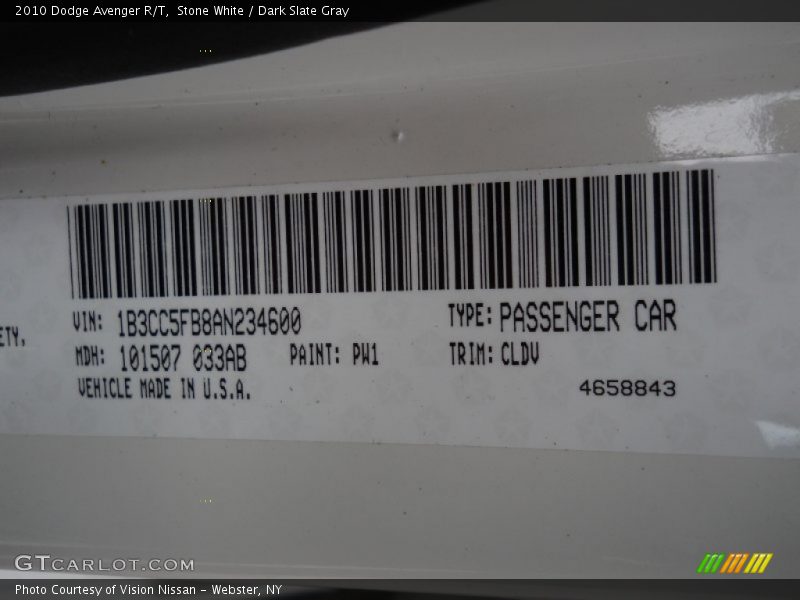 2010 Dodge Avenger R/T,  Stone White / Dark Slate Gray
ETY.
VIN: 1B3CC5FB8AN234600
TYPE: PASSENGER CAR
MDH: 101507 033AB
PAINT: PW1
TRIM: CLDV
VEHICLE MADE IN U.S.A.
4658843
GTCARLOT.COM
Photo Courtesy of Vision Nissan - Webster, NY